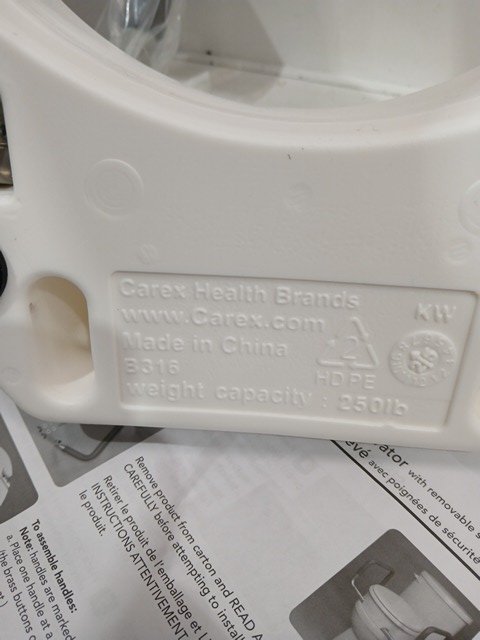 Carex Health Brands
www.Carex.com
Made in China
B316
weight capacity : 250lb
2
HDPE
KW
ator with removable s
evé avec poignées de sécurité
Remove product from carton and READ A
CAREFULLY before attempting to instal
Retirer le produit de l'emballage et L
INSTRUCTIONS ATTENTIVEMENT
le produit.
To assemble handles:
Note: Handles are marked
a. Place one handle at a
(the brass buttons